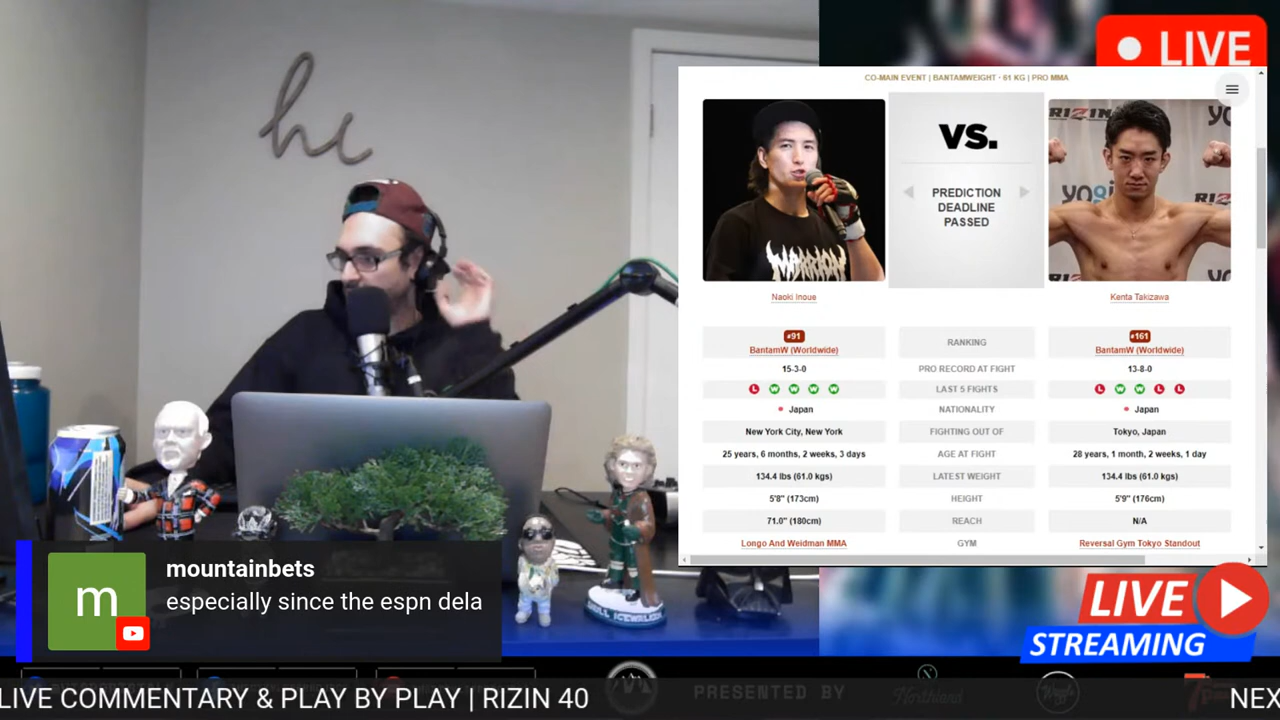 hi
LIVE
CO-MAIN EVENT | BANTAMWEIGHT · 61 KG | PRO MMA
VS.
PREDICTION
DEADLINE
PASSED
RIZIN
yogi
Naoki Inoue
Kenta Takizawa
#91
BantamW (Worldwide)
RANKING
#161
BantamW (Worldwide)
15-3-0
PRO RECORD AT FIGHT
13-8-0
L W W W W
LAST 5 FIGHTS
L W W L L
Japan
NATIONALITY
Japan
New York City, New York
FIGHTING OUT OF
Tokyo, Japan
25 years, 6 months, 2 weeks, 3 days
AGE AT FIGHT
28 years, 1 month, 2 weeks, 1 day
134.4 lbs (61.0 kgs)
LATEST WEIGHT
134.4 lbs (61.0 kgs)
5'8" (173cm)
HEIGHT
5'9" (176cm)
71.0" (180cm)
REACH
N/A
Longo And Weidman MMA
GYM
Reversal Gym Tokyo Standout
m
mountainbets
especially since the espn dela
LIVE
STREAMING
PRESENTED BY
Northland
LIVE COMMENTARY & PLAY BY PLAY | RIZIN 40
NEX